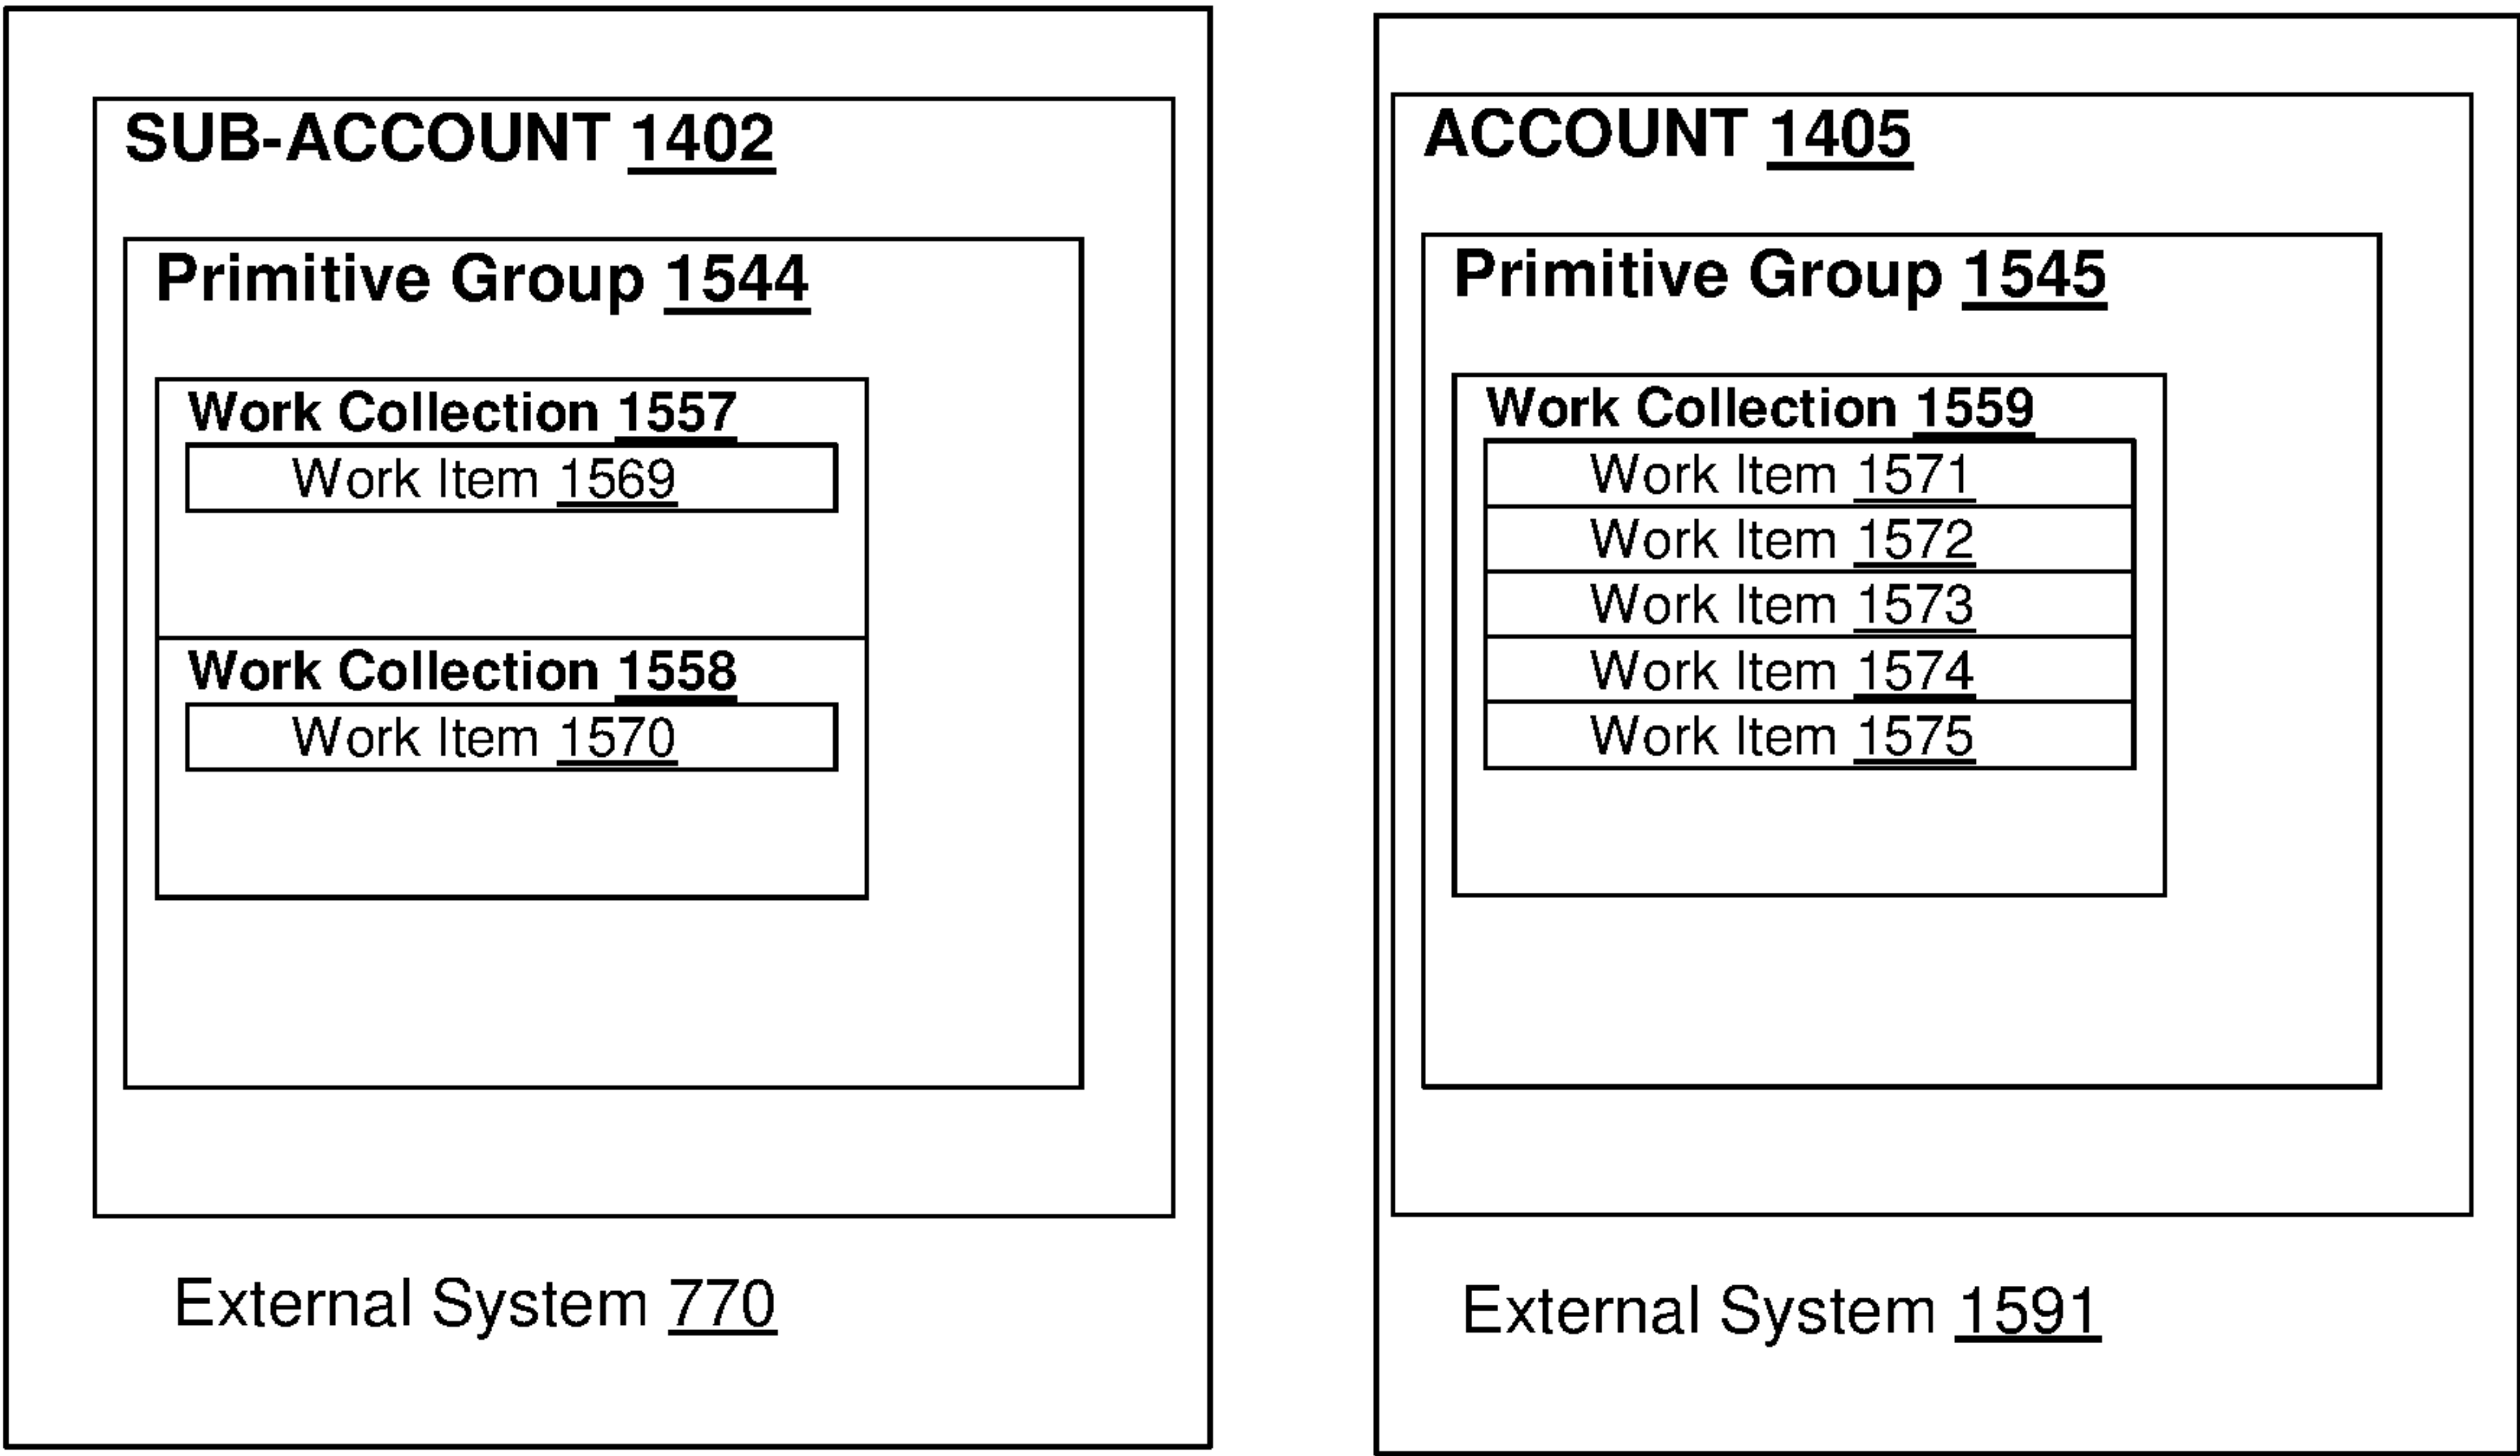 SUB-ACCOUNT 1402
Primitive Group 1544
Work Collection 1557
Work Item 1569
Work Collection 1558
Work Item 1570
External System 770
ACCOUNT 1405
Primitive Group 1545
Work Collection 1559
Work Item 1571
Work Item 1572
Work Item 1573
Work Item 1574
Work Item 1575
External System 1591